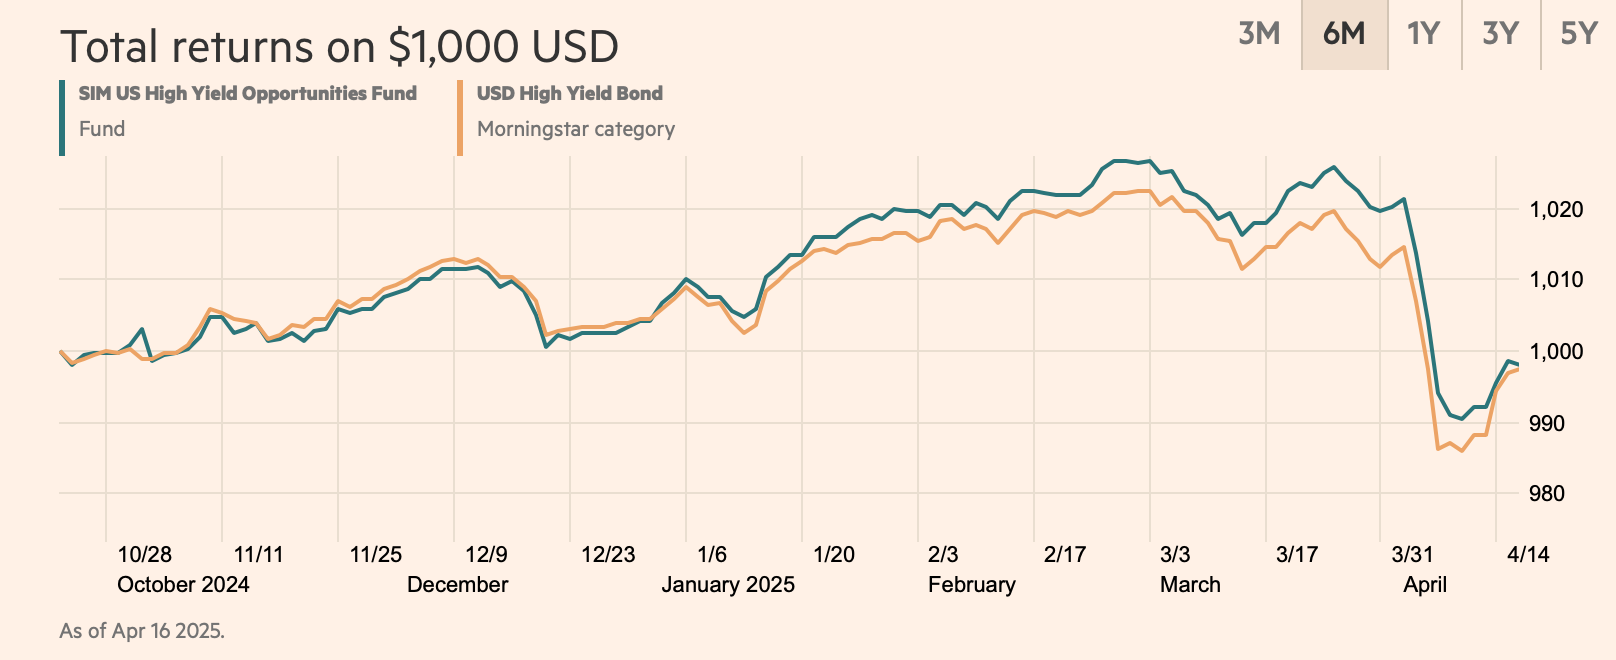 3M 6M 1Y 3Y 5Y
Total returns on $1,000 USD
SIM US High Yield Opportunities Fund USD High Yield Bond
Fund Morningstar category
1,020
1,010
1,000
990
980
10/28 11/11 11/25 12/9 12/23 1/6 1/20 2/3 2/17 3/3 3/17 3/31 4/14
October 2024 December January 2025 February March April
As of Apr 16 2025.